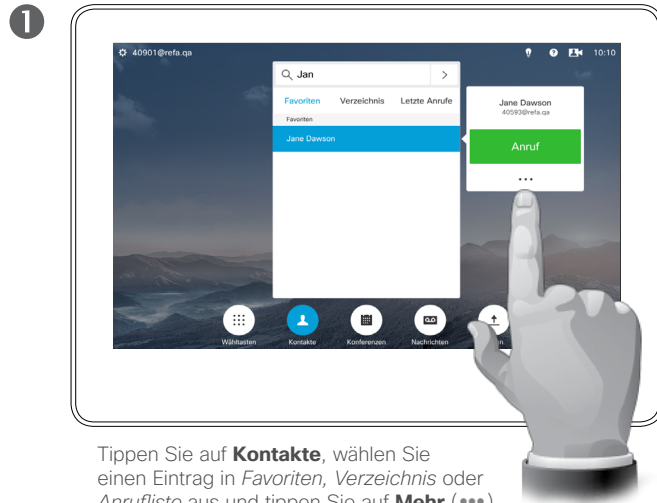 1
40901@refa.qa
10:10
Jan
Favoriten Verzeichnis Letzte Anrufe
Favoriten
Jane Dawson
Jane Dawson
40593@refa.qa
Anruf
Wähltasten Kontakte Konferenzen Nachrichten
Tippen Sie auf Kontakte, wählen Sie
einen Eintrag in Favoriten, Verzeichnis oder
Anrufliste aus und tippen Sie auf Mehr (•••)